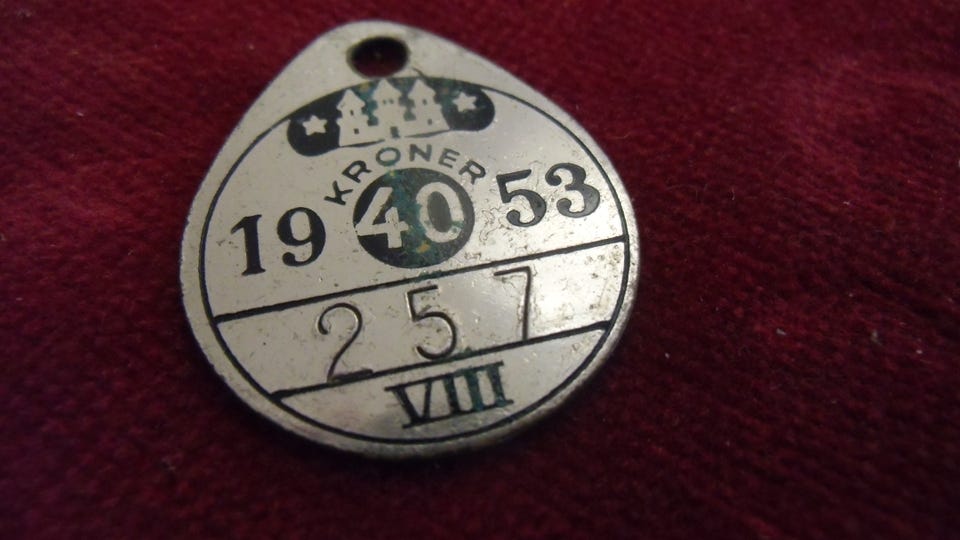 KRONER
19 40 53
257
VIII